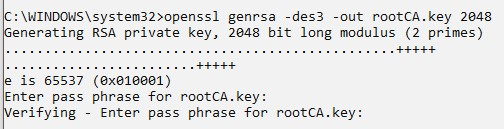 C:\WINDOWS\system32>openssl genrsa -des3 -out rootCA.key 2048
Generating RSA private key, 2048 bit long modulus (2 primes)
.................................................+++++
........................+++++
e is 65537 (0x010001)
Enter pass phrase for rootCA.key:
Verifying - Enter pass phrase for rootCA.key: